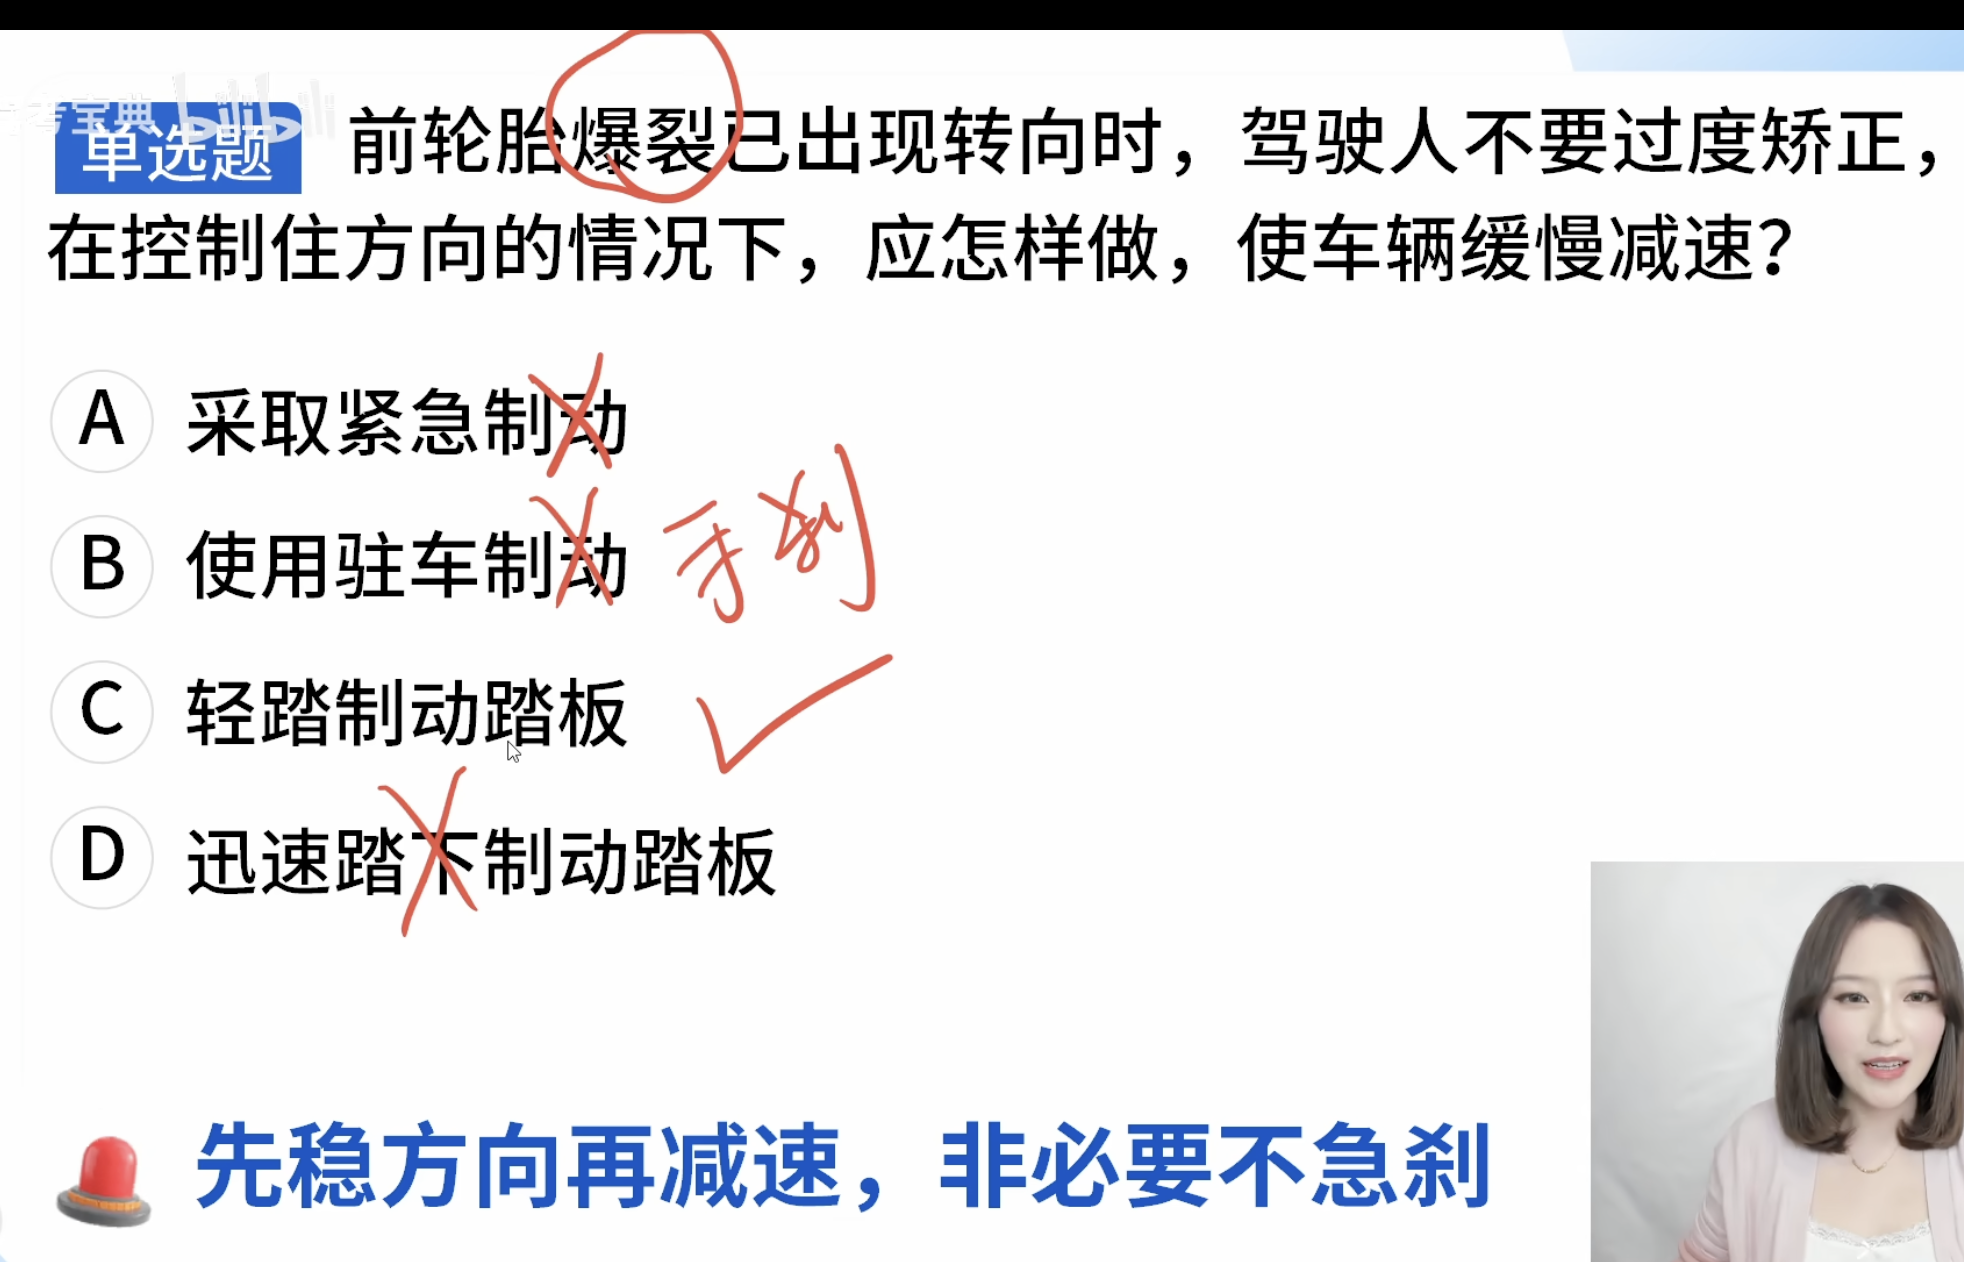 考宝典 bilibili
单选题 前轮胎爆裂已出现转向时，驾驶人不要过度矫正，
在控制住方向的情况下，应怎样做，使车辆缓慢减速？
A 采取紧急制动
B 使用驻车制动 手刹
C 轻踏制动踏板
D 迅速踏下制动踏板
先稳方向再减速，非必要不急刹